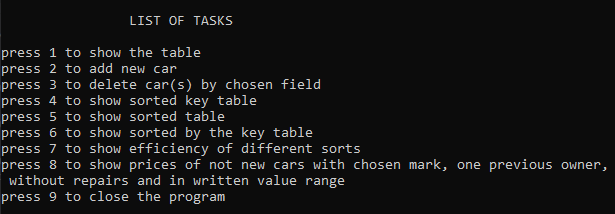 LIST OF TASKS
press 1 to show the table
press 2 to add new car
press 3 to delete car(s) by chosen field
press 4 to show sorted key table
press 5 to show sorted table
press 6 to show sorted by the key table
press 7 to show efficiency of different sorts
press 8 to show prices of not new cars with chosen mark, one previous owner,
without repairs and in written value range
press 9 to close the program